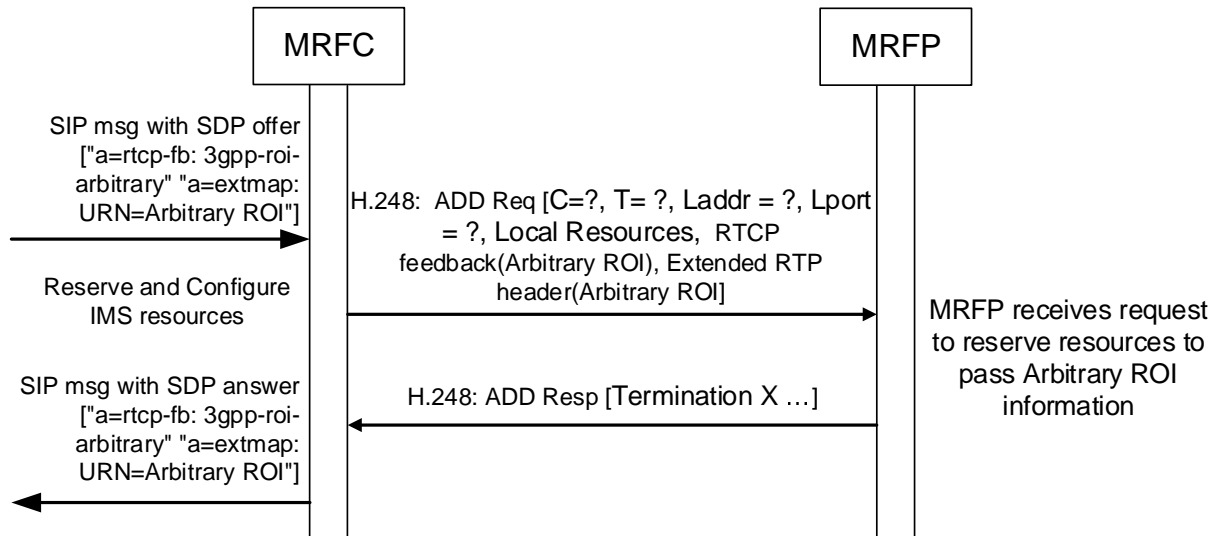 MRFC
MRFP
SIP msg with SDP offer
["a=rtcp-fb: 3gpp-roi-
arbitrary" "a=extmap:
URN=Arbitrary ROI"]
H.248: ADD Req [C=?, T= ?, Laddr = ?, Lport
= ?, Local Resources, RTCP
feedback(Arbitrary ROI), Extended RTP
header(Arbitrary ROI]
Reserve and Configure
IMS resources
MRFP receives request
to reserve resources to
pass Arbitrary ROI
information
H.248: ADD Resp [Termination X …]
SIP msg with SDP answer
["a=rtcp-fb: 3gpp-roi-
arbitrary" "a=extmap:
URN=Arbitrary ROI"]